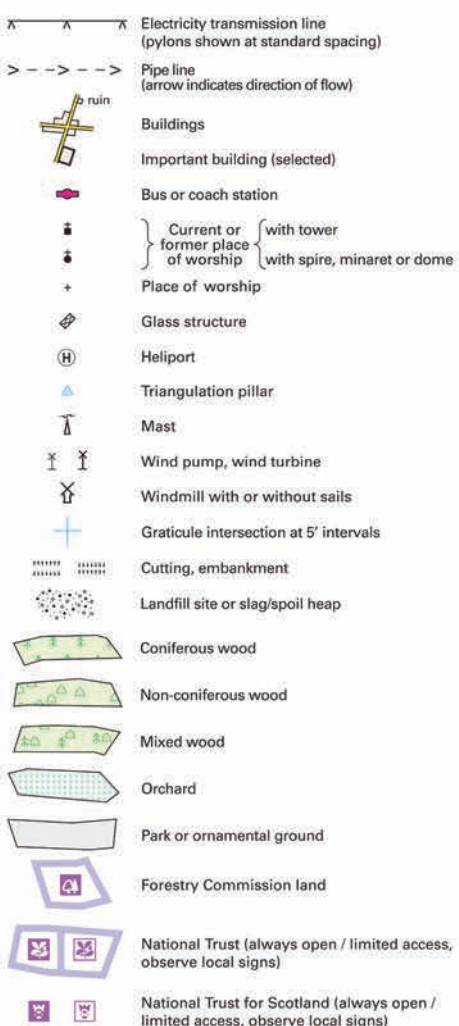 Electricity transmission line
(pylons shown at standard spacing)
Pipe line
(arrow indicates direction of flow)
ruin
Buildings
Important building (selected)
Bus or coach station
Current or
former place
of worship
with tower
with spire, minaret or dome
Place of worship
Glass structure
H
Heliport
Triangulation pillar
Mast
Wind pump, wind turbine
Windmill with or without sails
Graticule intersection at 5' intervals
Cutting, embankment
Landfill site or slag/spoil heap
Coniferous wood
Non-coniferous wood
Mixed wood
Orchard
Park or ornamental ground
Forestry Commission land
National Trust (always open / limited access,
observe local signs)
National Trust for Scotland (always open /
limited access, observe local signs)